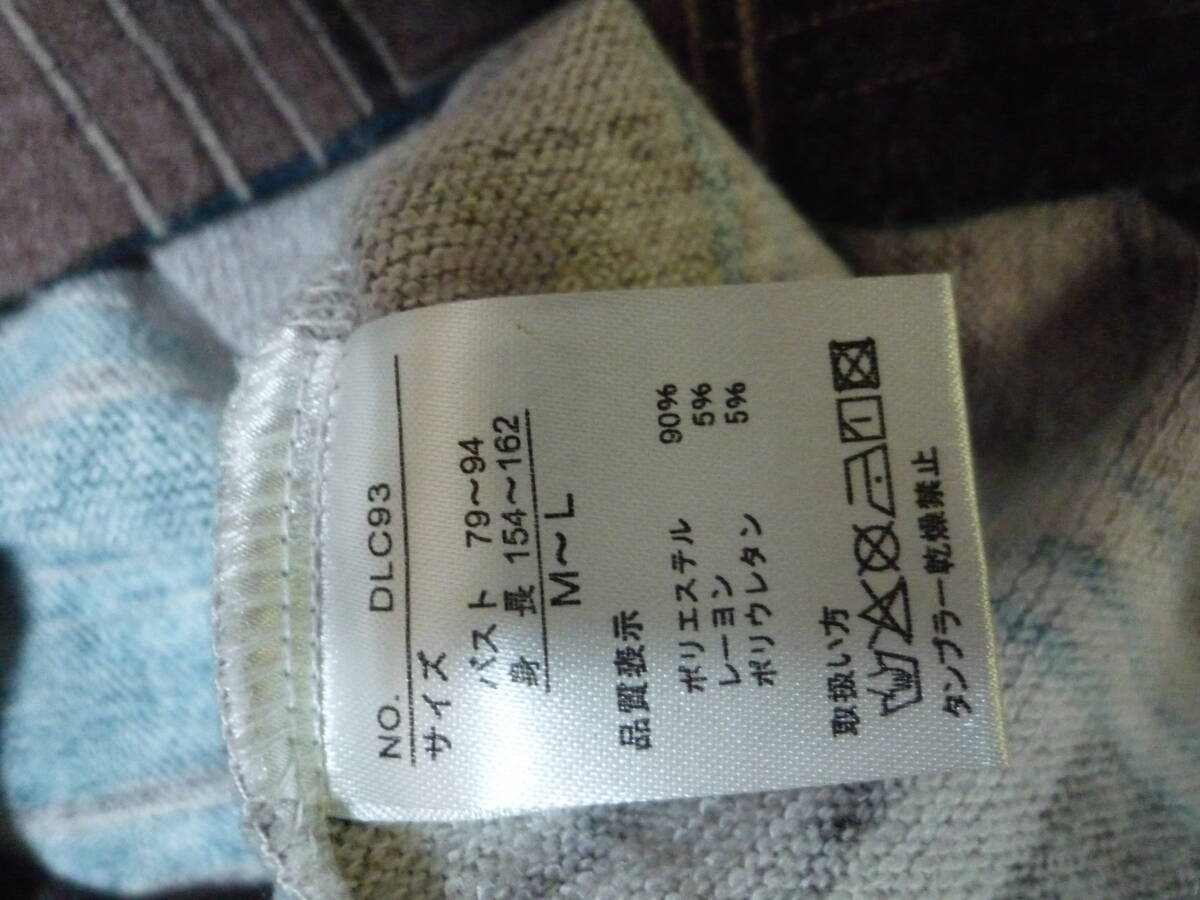 NO. DLC93
サイズ
バスト 79～94
身 長 154～162
M～L
品質表示
ポリエステル 90%
レーヨン 5%
ポリウレタン 5%
取扱い方
タンブラー乾燥禁止